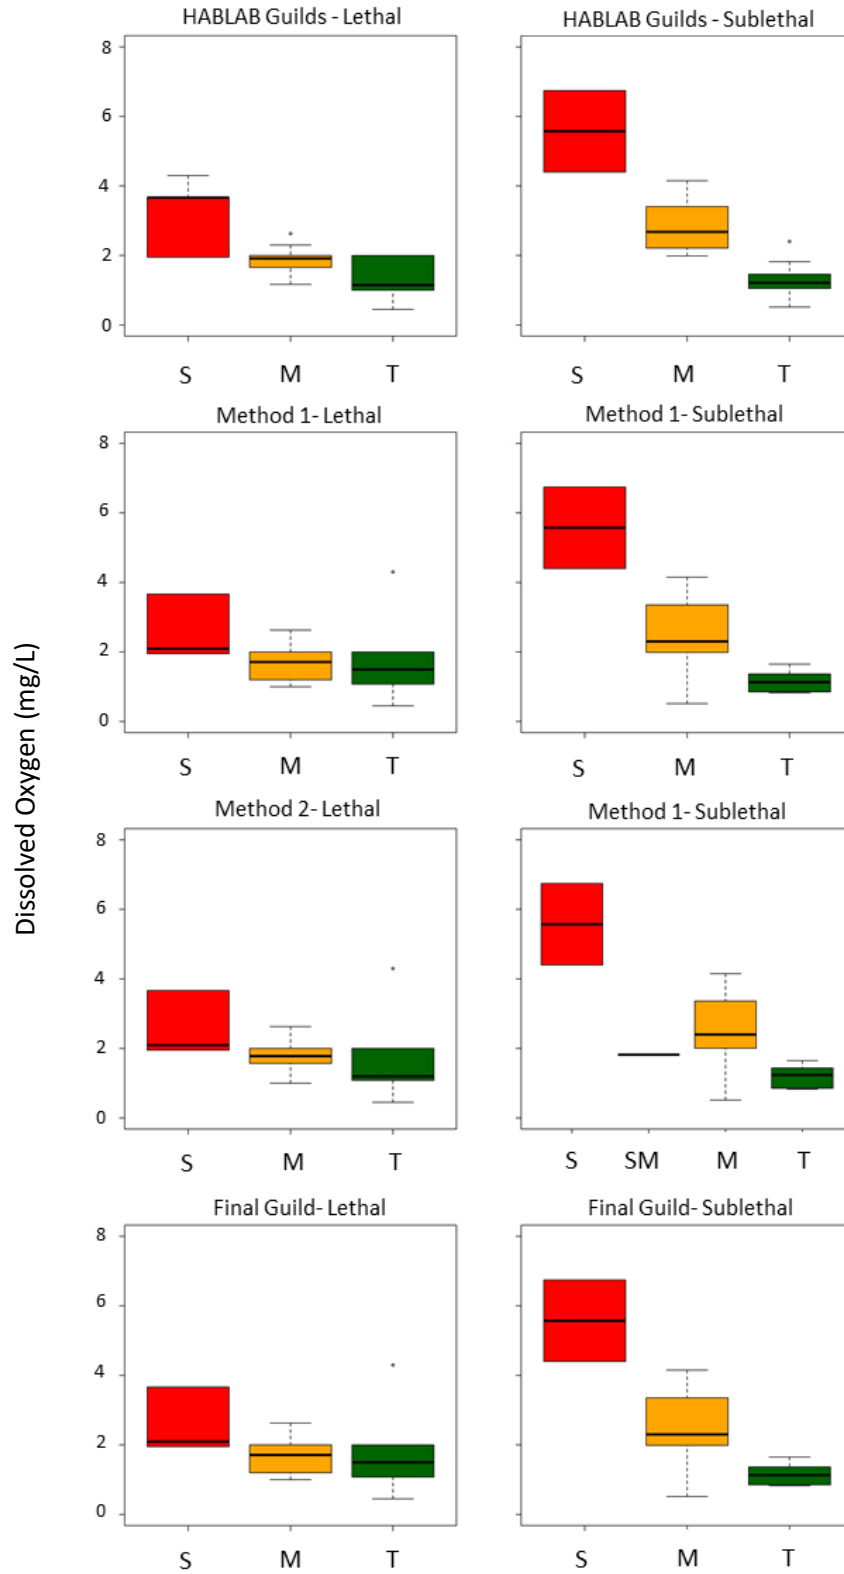 HABLAB Guilds - Lethal
HABLAB Guilds - Sublethal
8
6
4
2
0
S M T
S M T
Method 1- Lethal
Method 1- Sublethal
8
6
4
2
0
S M T
S M T
Dissolved Oxygen (mg/L)
Method 2- Lethal
Method 1- Sublethal
8
6
4
2
0
S M T
S SM M T
Final Guild- Lethal
Final Guild- Sublethal
8
6
4
2
0
S M T
S M T